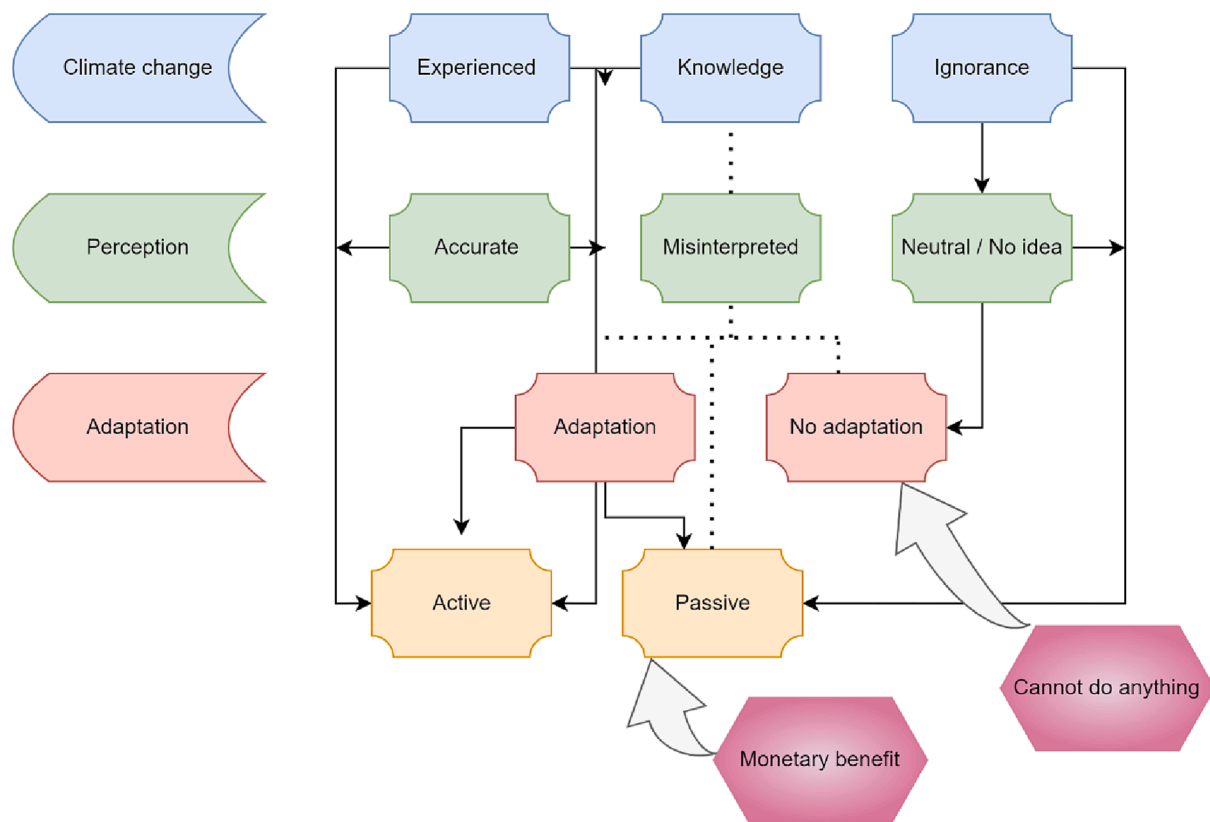 Climate change
Experienced
Knowledge
Ignorance
Perception
Accurate
Misinterpreted
Neutral / No idea
Adaptation
Adaptation
No adaptation
Active
Passive
Cannot do anything
Monetary benefit